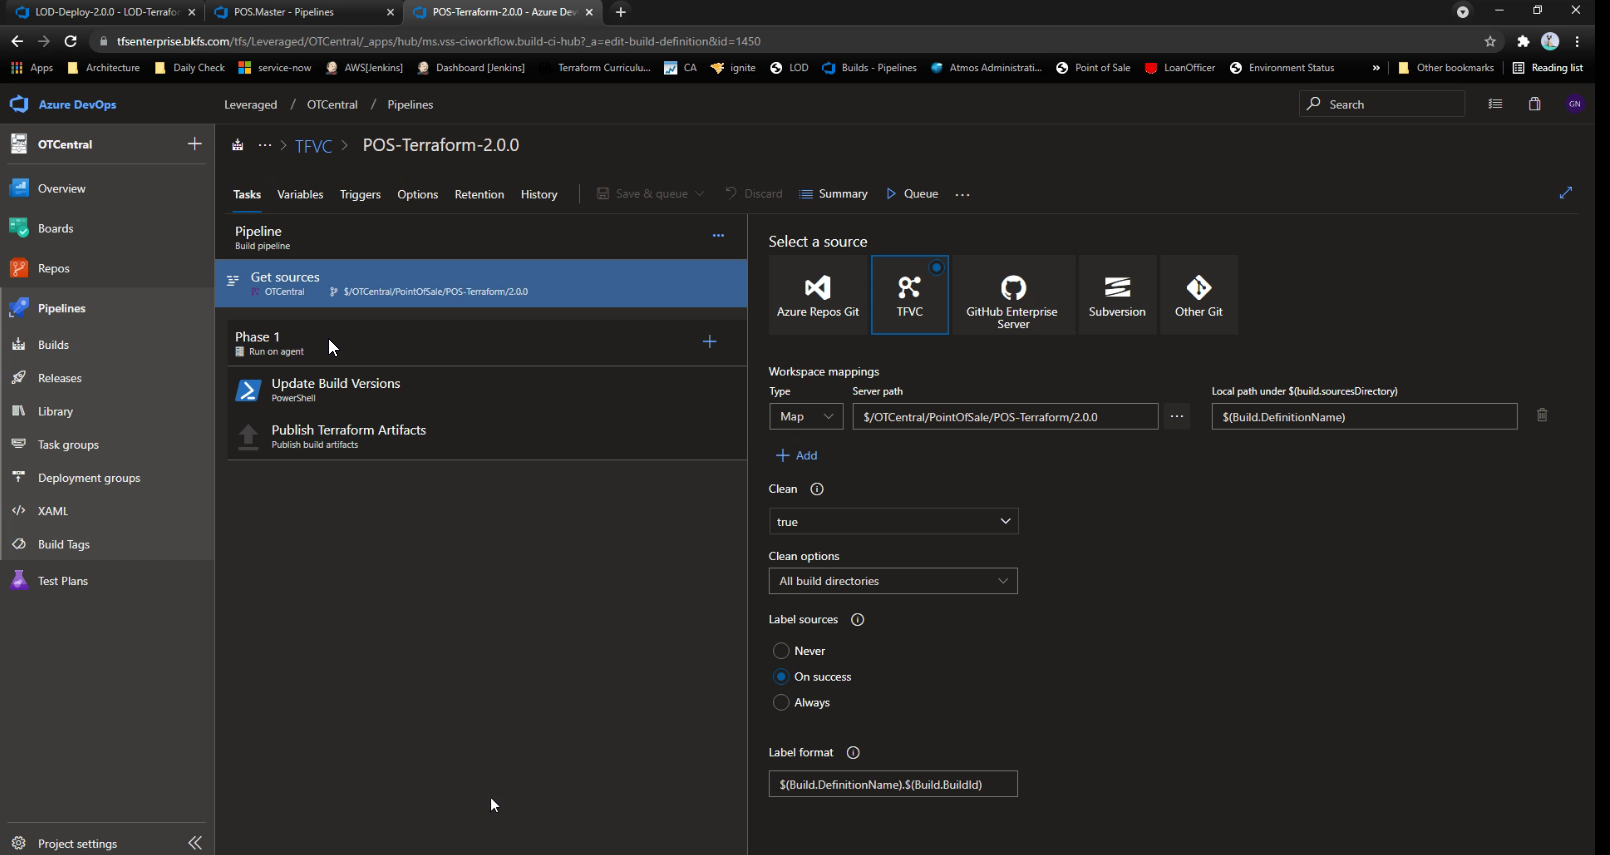 LOD-Deploy-2.0.0 - LOD-Terrafor
POS.Master - Pipelines
POS-Terraform-2.0.0 - Azure Dev
tfsenterprise.bkfs.com/tfs/Leveraged/OTCentral/_apps/hub/ms.vss-ciworkflow.build-ci-hub?_a=edit-build-definition&id=1450
Apps
Architecture
Daily Check
service-now
AWS[Jenkins]
Dashboard [Jenkins]
Terraform Curriculu...
CA
ignite
LOD
Builds - Pipelines
Atmos Administrati...
Point of Sale
LoanOfficer
Environment Status
»
Other bookmarks
Reading list
Azure DevOps
Leveraged / OTCentral / Pipelines
Search
GN
OTCentral
Overview
Boards
Repos
Pipelines
Builds
Releases
Library
Task groups
Deployment groups
XAML
Build Tags
Test Plans
Project settings
... > TFVC > POS-Terraform-2.0.0
Tasks
Variables
Triggers
Options
Retention
History
Save & queue
Discard
Summary
Queue
...
Pipeline
Build pipeline
...
Get sources
OTCentral
$/OTCentral/PointOfSale/POS-Terraform/2.0.0
Phase 1
Run on agent
Update Build Versions
PowerShell
Publish Terraform Artifacts
Publish build artifacts
Select a source
Azure Repos Git
TFVC
GitHub Enterprise
Server
Subversion
Other Git
Workspace mappings
Type
Server path
Local path under $(build.sourcesDirectory)
Map
$/OTCentral/PointOfSale/POS-Terraform/2.0.0
...
$(Build.DefinitionName)
Add
Clean
true
Clean options
All build directories
Label sources
Never
On success
Always
Label format
$(Build.DefinitionName).$(Build.BuildId)